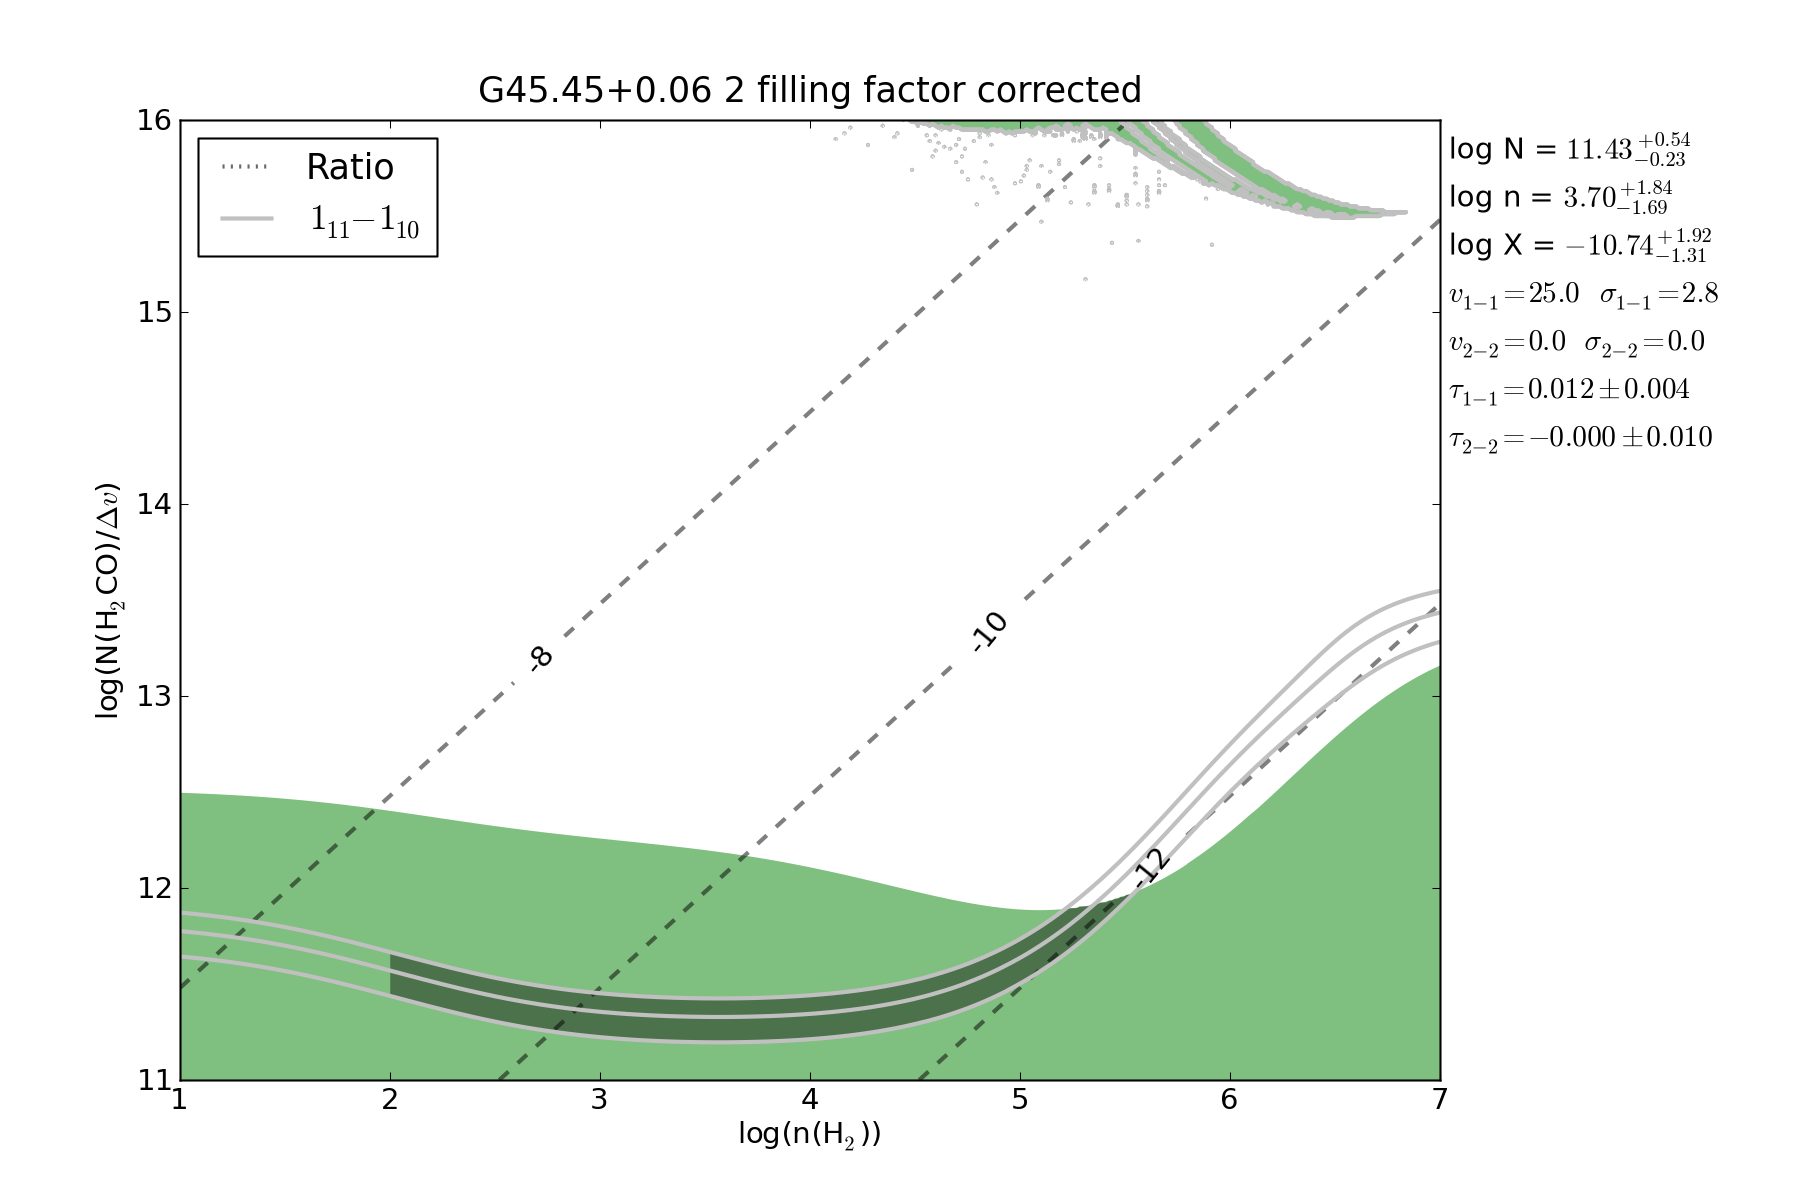 G45.45+0.06 2 filling factor corrected
16
15
14
13
12
11
log(N(H₂CO)/Δv)
Ratio
1₁₁−1₁₀
-8
-10
-12
1 2 3 4 5 6 7
log(n(H₂))
log N = 11.43 +0.54 −0.23
log n = 3.70 +1.84 −1.69
log X = −10.74 +1.92 −1.31
v₁₋₁=25.0 σ₁₋₁=2.8
v₂₋₂=0.0 σ₂₋₂=0.0
τ₁₋₁=0.012±0.004
τ₂₋₂=−0.000±0.010